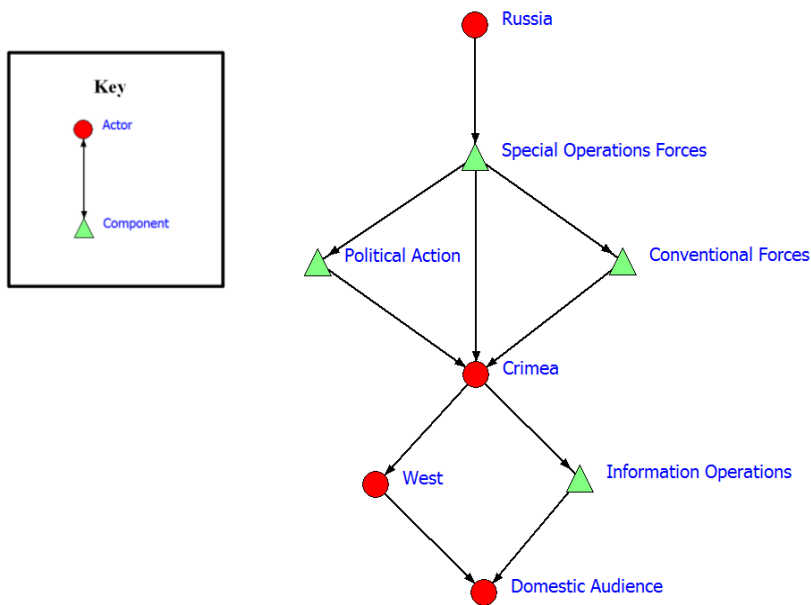 Key
Actor
Component
Russia
Special Operations Forces
Political Action
Conventional Forces
Crimea
West
Information Operations
Domestic Audience